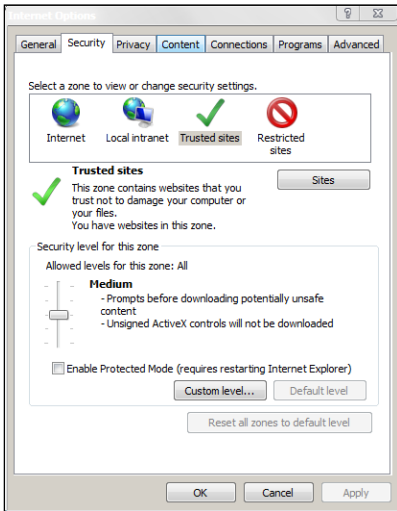 Internet Options
General Security Privacy Content Connections Programs Advanced
Select a zone to view or change security settings.
Internet Local intranet Trusted sites Restricted
sites
Trusted sites
Sites
This zone contains websites that you
trust not to damage your computer or
your files.
You have websites in this zone.
Security level for this zone
Allowed levels for this zone: All
Medium
- Prompts before downloading potentially unsafe
content
- Unsigned ActiveX controls will not be downloaded
Enable Protected Mode (requires restarting Internet Explorer)
Custom level... Default level
Reset all zones to default level
OK Cancel Apply